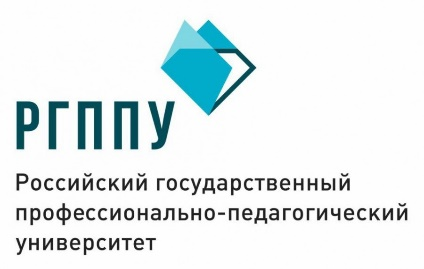 РГППУ
Российский государственный
профессионально-педагогический
университет